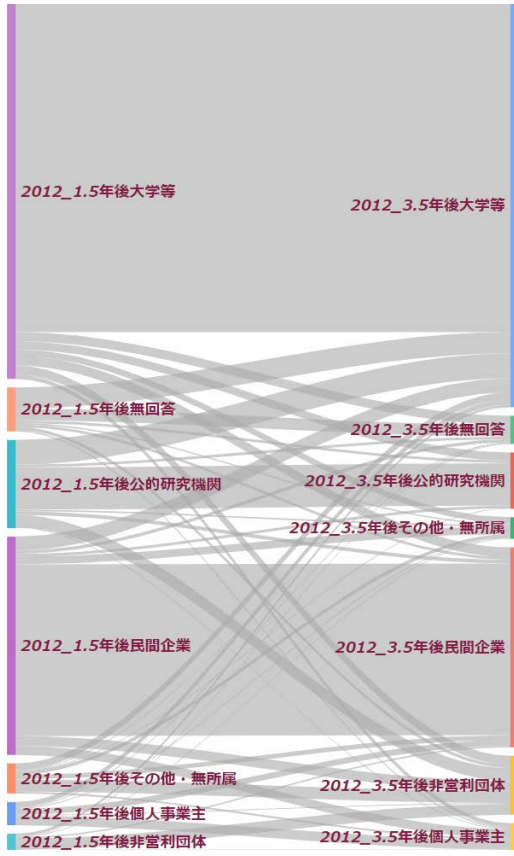 2012_1.5年後大学等
2012_3.5年後大学等
2012_1.5年後無回答
2012_3.5年後無回答
2012_1.5年後公的研究機関
2012_3.5年後公的研究機関
2012_3.5年後その他・無所属
2012_1.5年後民間企業
2012_3.5年後民間企業
2012_1.5年後その他・無所属
2012_3.5年後非営利団体
2012_1.5年後個人事業主
2012_3.5年後個人事業主
2012_1.5年後非営利団体